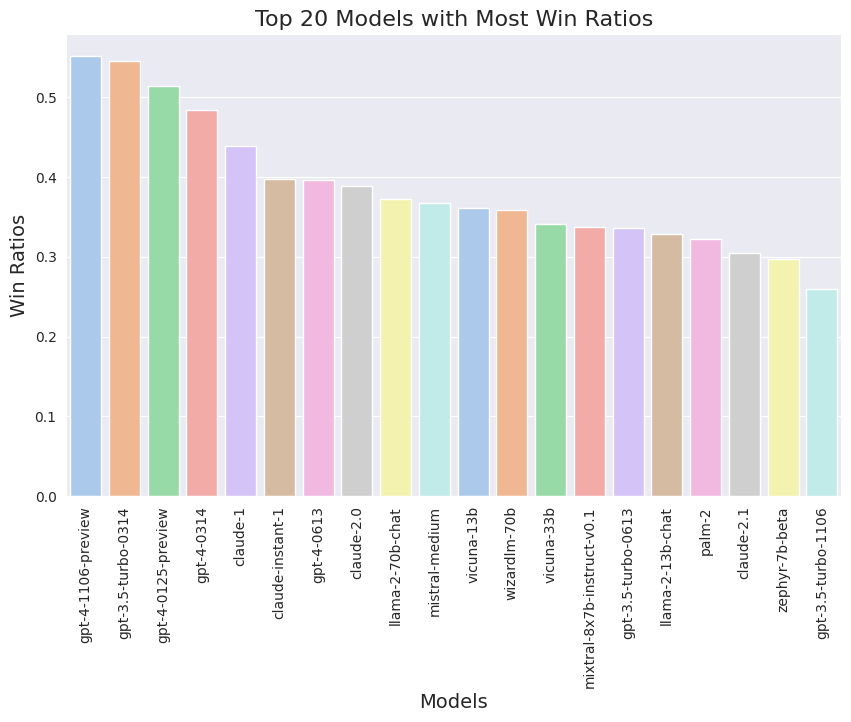 Top 20 Models with Most Win Ratios
Win Ratios
0.5
0.4
0.3
0.2
0.1
0.0
gpt-4-1106-preview
gpt-3.5-turbo-0314
gpt-4-0125-preview
gpt-4-0314
claude-1
claude-instant-1
gpt-4-0613
claude-2.0
llama-2-70b-chat
mistral-medium
vicuna-13b
wizardlm-70b
vicuna-33b
mixtral-8x7b-instruct-v0.1
gpt-3.5-turbo-0613
llama-2-13b-chat
palm-2
claude-2.1
zephyr-7b-beta
gpt-3.5-turbo-1106
Models